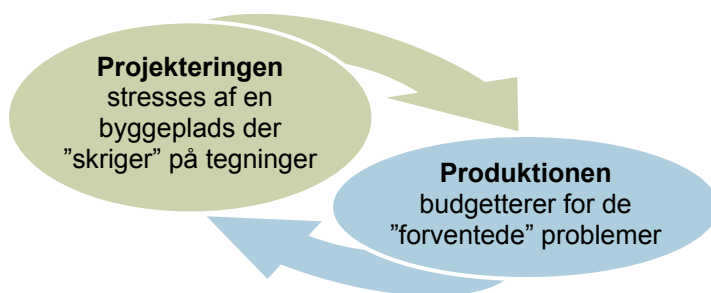 Projekteringen
stresses af en
byggeplads der
”skriger” på tegninger
Produktionen
budgetterer for de
”forventede” problemer